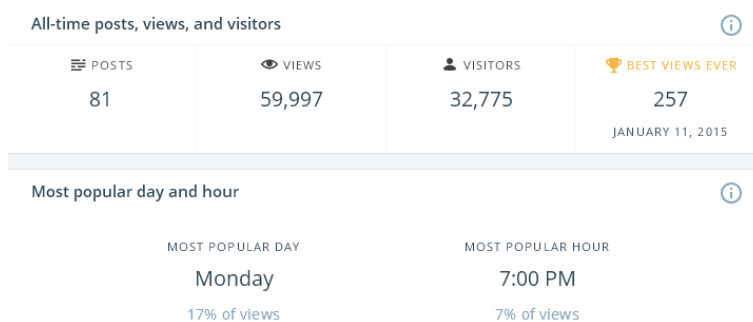 All-time posts, views, and visitors
POSTS VIEWS VISITORS BEST VIEWS EVER
81 59,997 32,775 257
JANUARY 11, 2015
Most popular day and hour
MOST POPULAR DAY MOST POPULAR HOUR
Monday 7:00 PM
17% of views 7% of views